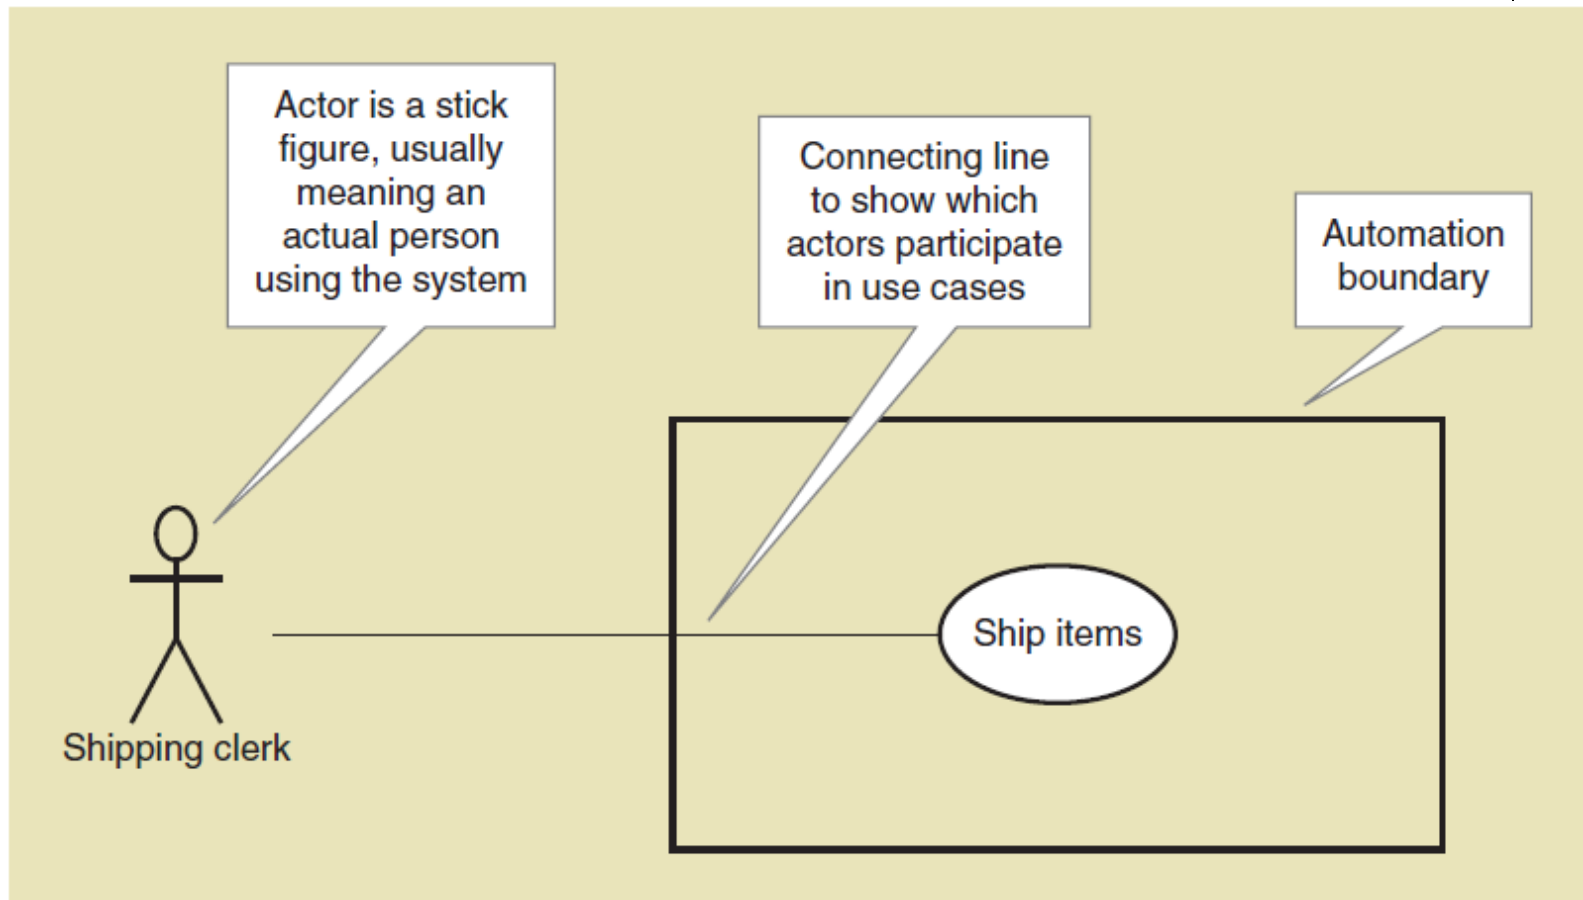 Actor is a stick
figure, usually
meaning an
actual person
using the system
Connecting line
to show which
actors participate
in use cases
Automation
boundary
Ship items
Shipping clerk